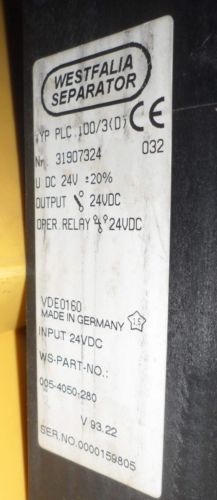 WESTFALIA
SEPARATOR
TYP PLC 100/3(D) CE
Nr. 31907324 032
U DC 24V ±20%
OUTPUT 24VDC
OPER.RELAY 24VDC
VDE0160
MADE IN GERMANY
INPUT 24VDC
WS-PART-NO.:
005-4050-280
V 93.22
SER.NO.0000159805